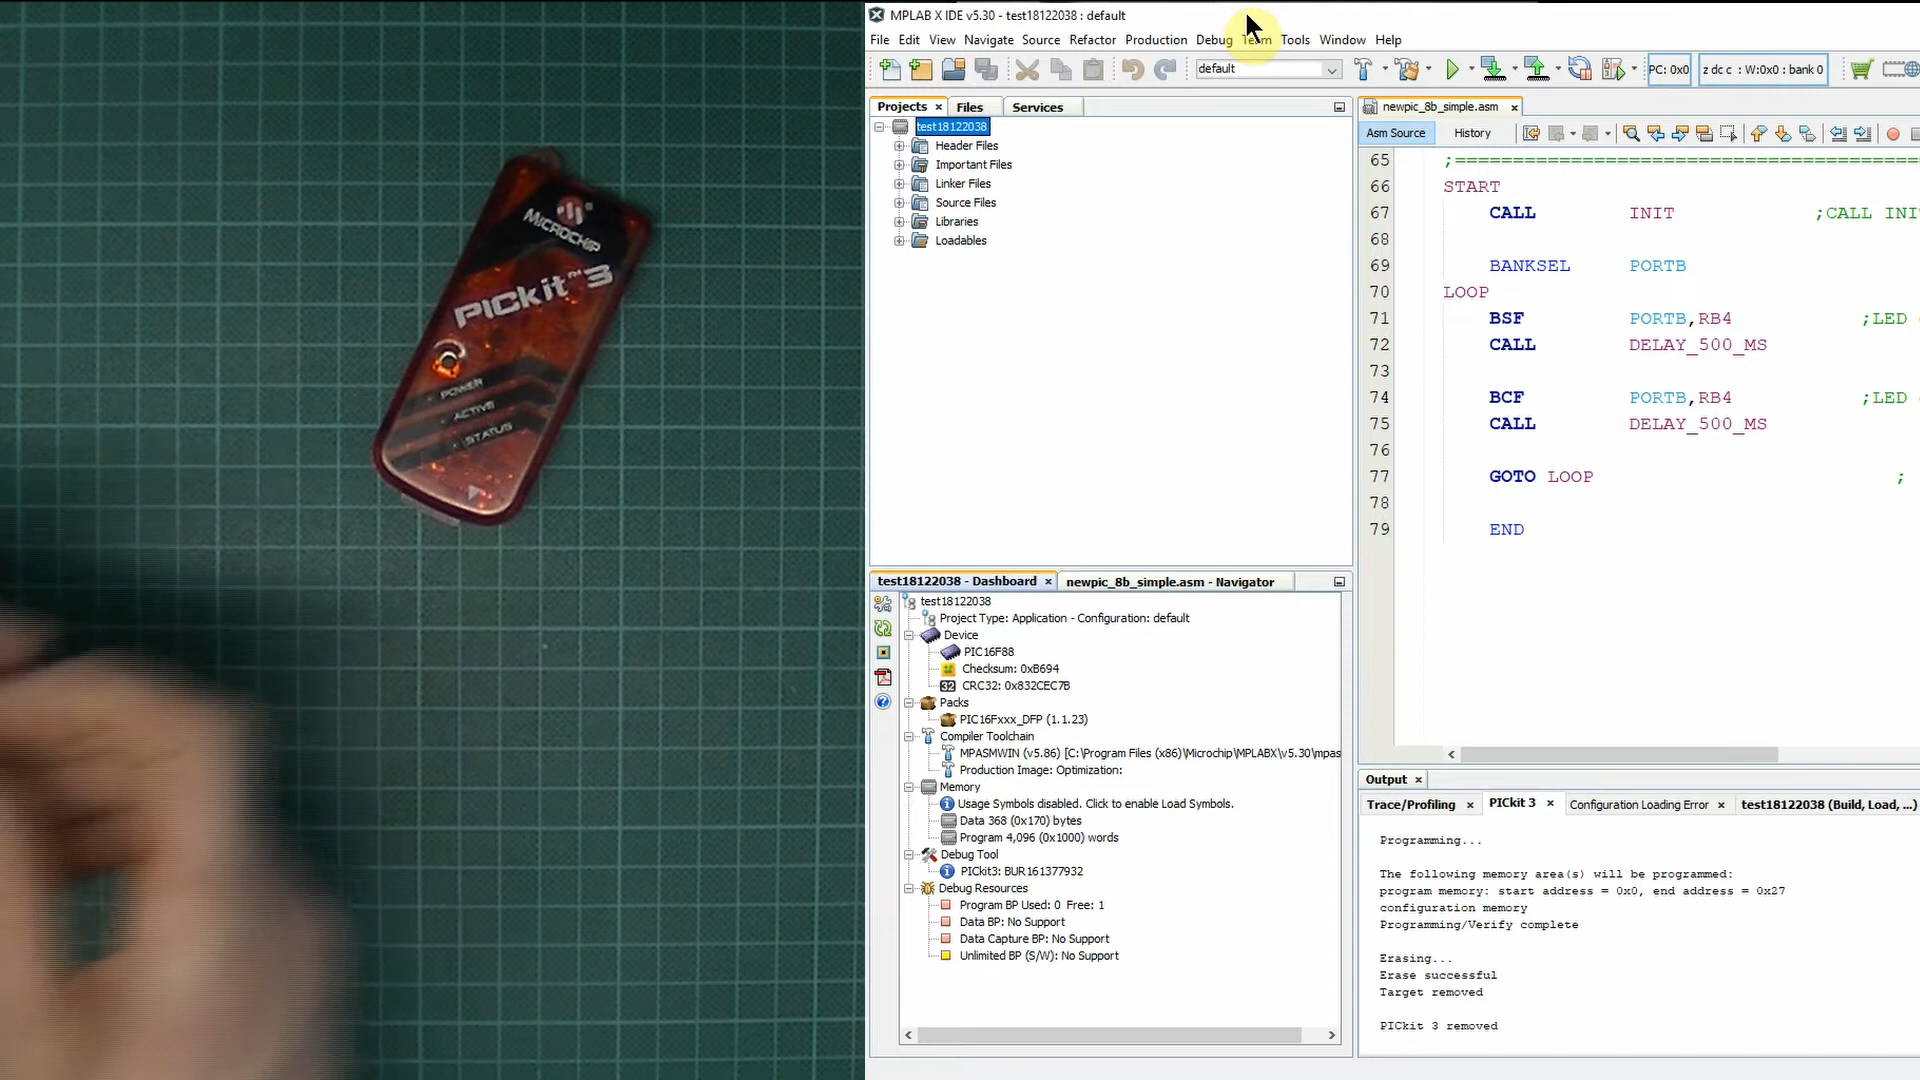 MICROCHIP
PICkit™ 3
POWER
ACTIVE
STATUS
MPLAB X IDE v5.30 - test18122038 : default
File Edit View Navigate Source Refactor Production Debug Team Tools Window Help
default
PC: 0x0
z dc c : W:0x0 : bank 0
Projects Files Services
test18122038
Header Files
Important Files
Linker Files
Source Files
Libraries
Loadables
test18122038 - Dashboard newpic_8b_simple.asm - Navigator
test18122038
Project Type: Application - Configuration: default
Device
PIC16F88
Checksum: 0xB694
32 CRC32: 0x832CEC7B
Packs
PIC16Fxxx_DFP (1.1.23)
Compiler Toolchain
MPASMWIN (v5.86) [C:\Program Files (x86)\Microchip\MPLABX\v5.30\mpas
Production Image: Optimization:
Memory
Usage Symbols disabled. Click to enable Load Symbols.
Data 368 (0x170) bytes
Program 4,096 (0x1000) words
Debug Tool
PICkit3: BUR161377932
Debug Resources
Program BP Used: 0 Free: 1
Data BP: No Support
Data Capture BP: No Support
Unlimited BP (S/W): No Support
newpic_8b_simple.asm
Asm Source History
65 ;========================================
66 START
67 CALL INIT ;CALL INI
68
69 BANKSEL PORTB
70 LOOP
71 BSF PORTB,RB4 ;LED
72 CALL DELAY_500_MS
73
74 BCF PORTB,RB4 ;LED
75 CALL DELAY_500_MS
76
77 GOTO LOOP ;
78
79 END
Output
Trace/Profiling PICkit 3 Configuration Loading Error test18122038 (Build, Load, ...)
Programming...
The following memory area(s) will be programmed:
program memory: start address = 0x0, end address = 0x27
configuration memory
Programming/Verify complete
Erasing...
Erase successful
Target removed
PICkit 3 removed